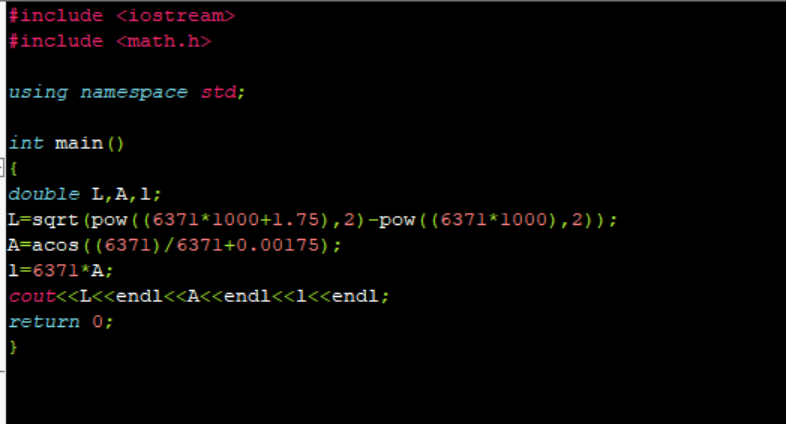 #include <iostream>
#include <math.h>
using namespace std;
int main()
{
double L,A,l;
L=sqrt(pow((6371*1000+1.75),2)-pow((6371*1000),2));
A=acos((6371)/6371+0.00175);
l=6371*A;
cout<<L<<endl<<A<<endl<<l<<endl;
return 0;
}